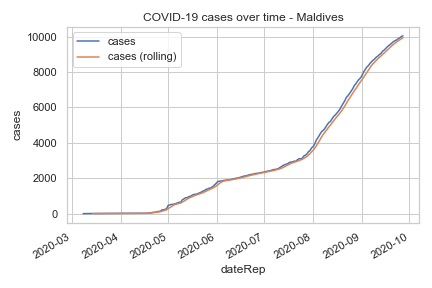 COVID-19 cases over time - Maldives
cases
cases (rolling)
10000
8000
6000
4000
2000
0
cases
2020-03
2020-04
2020-05
2020-06
2020-07
2020-08
2020-09
2020-10
dateRep